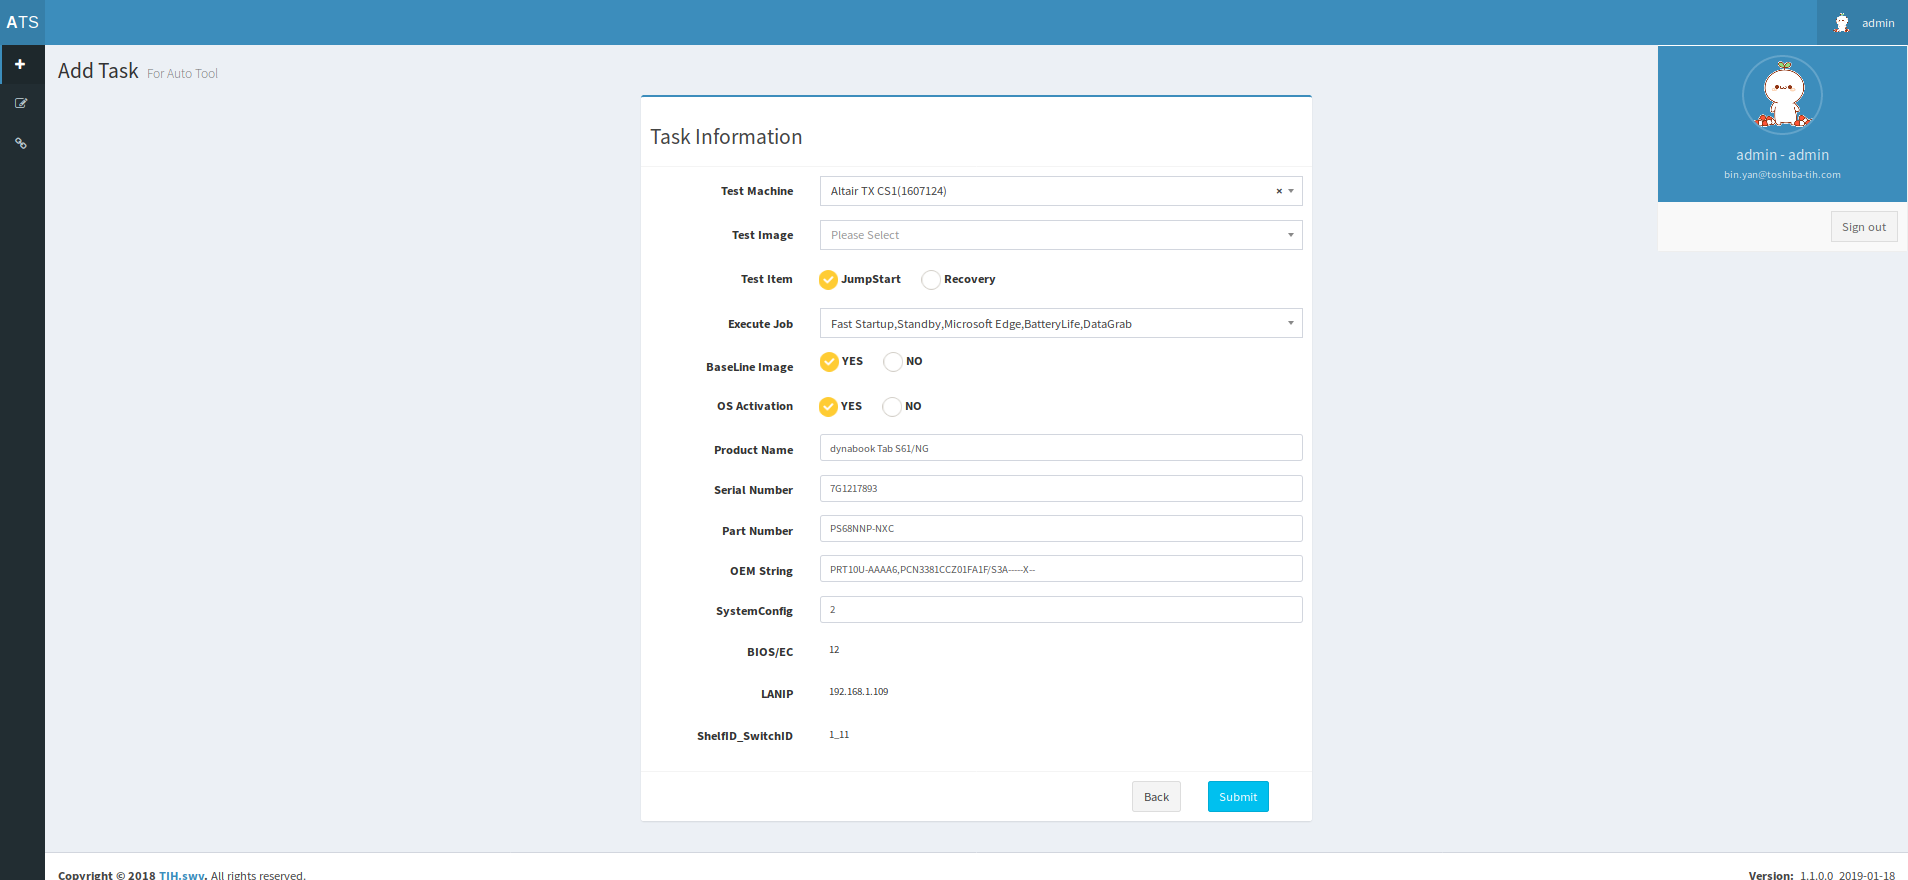 ATS
admin
Add Task For Auto Tool
admin - admin
bin.yan@toshiba-tih.com
Sign out
Task Information
Test Machine Altair TX CS1(1607124) ×
Test Image Please Select
Test Item JumpStart Recovery
Execute Job Fast Startup,Standby,Microsoft Edge,BatteryLife,DataGrab
BaseLine Image YES NO
OS Activation YES NO
Product Name dynabook Tab S61/NG
Serial Number 7G1217893
Part Number PS68NNP-NXC
OEM String PRT10U-AAAA6,PCN3381CCZ01FA1F/S3A-----X--
SystemConfig 2
BIOS/EC 12
LANIP 192.168.1.109
ShelfID_SwitchID 1_11
Back Submit
Copyright © 2018 TIH.swv. All rights reserved. Version: 1.1.0.0 2019-01-18